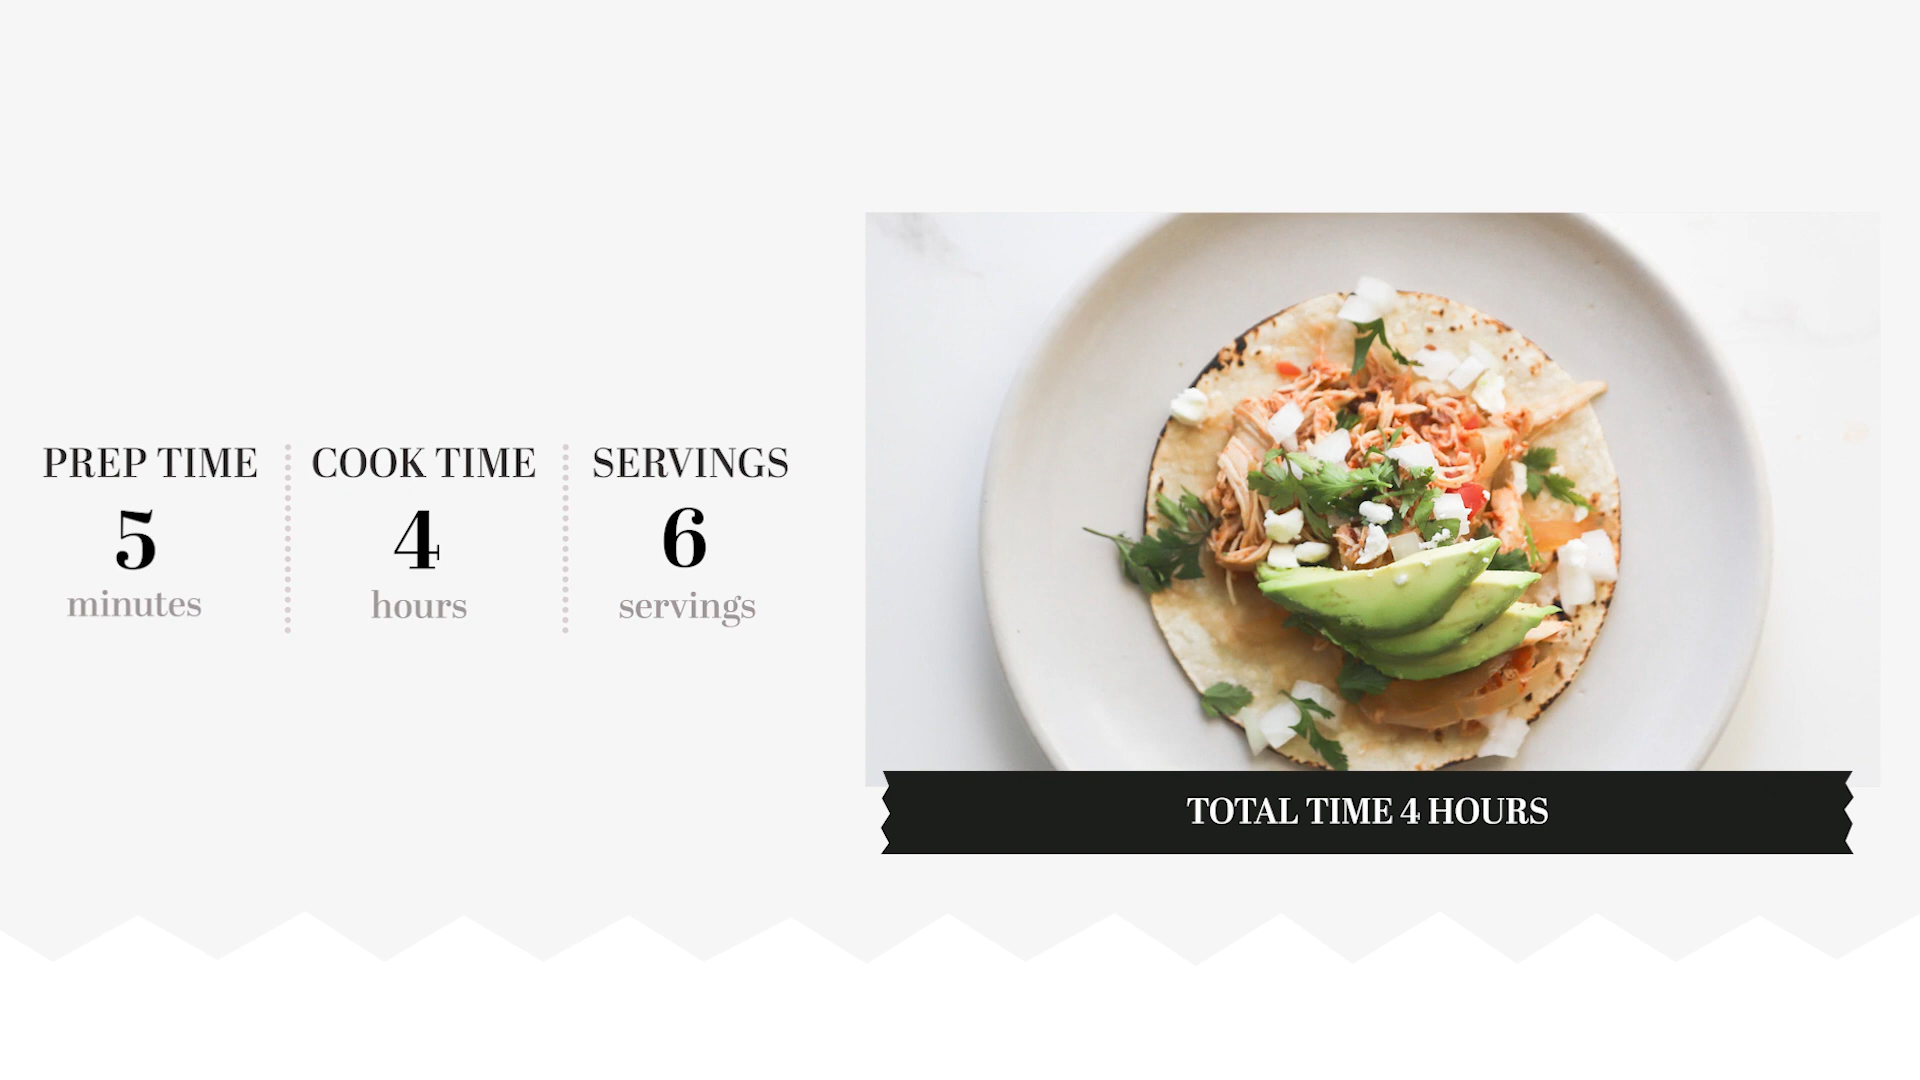 PREP TIME
5
minutes
COOK TIME
4
hours
SERVINGS
6
servings
TOTAL TIME 4 HOURS